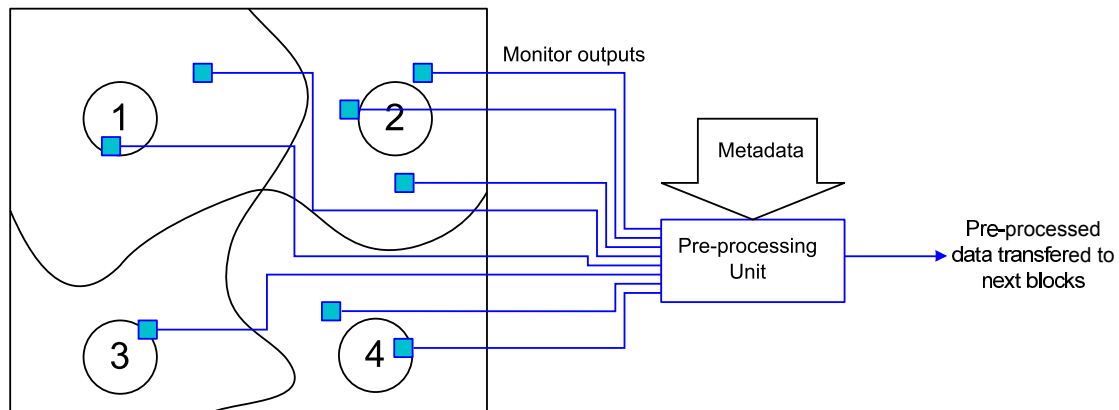 Monitor outputs
1
2
Metadata
Pre-processing
Unit
Pre-processed
data transfered to
next blocks
3
4